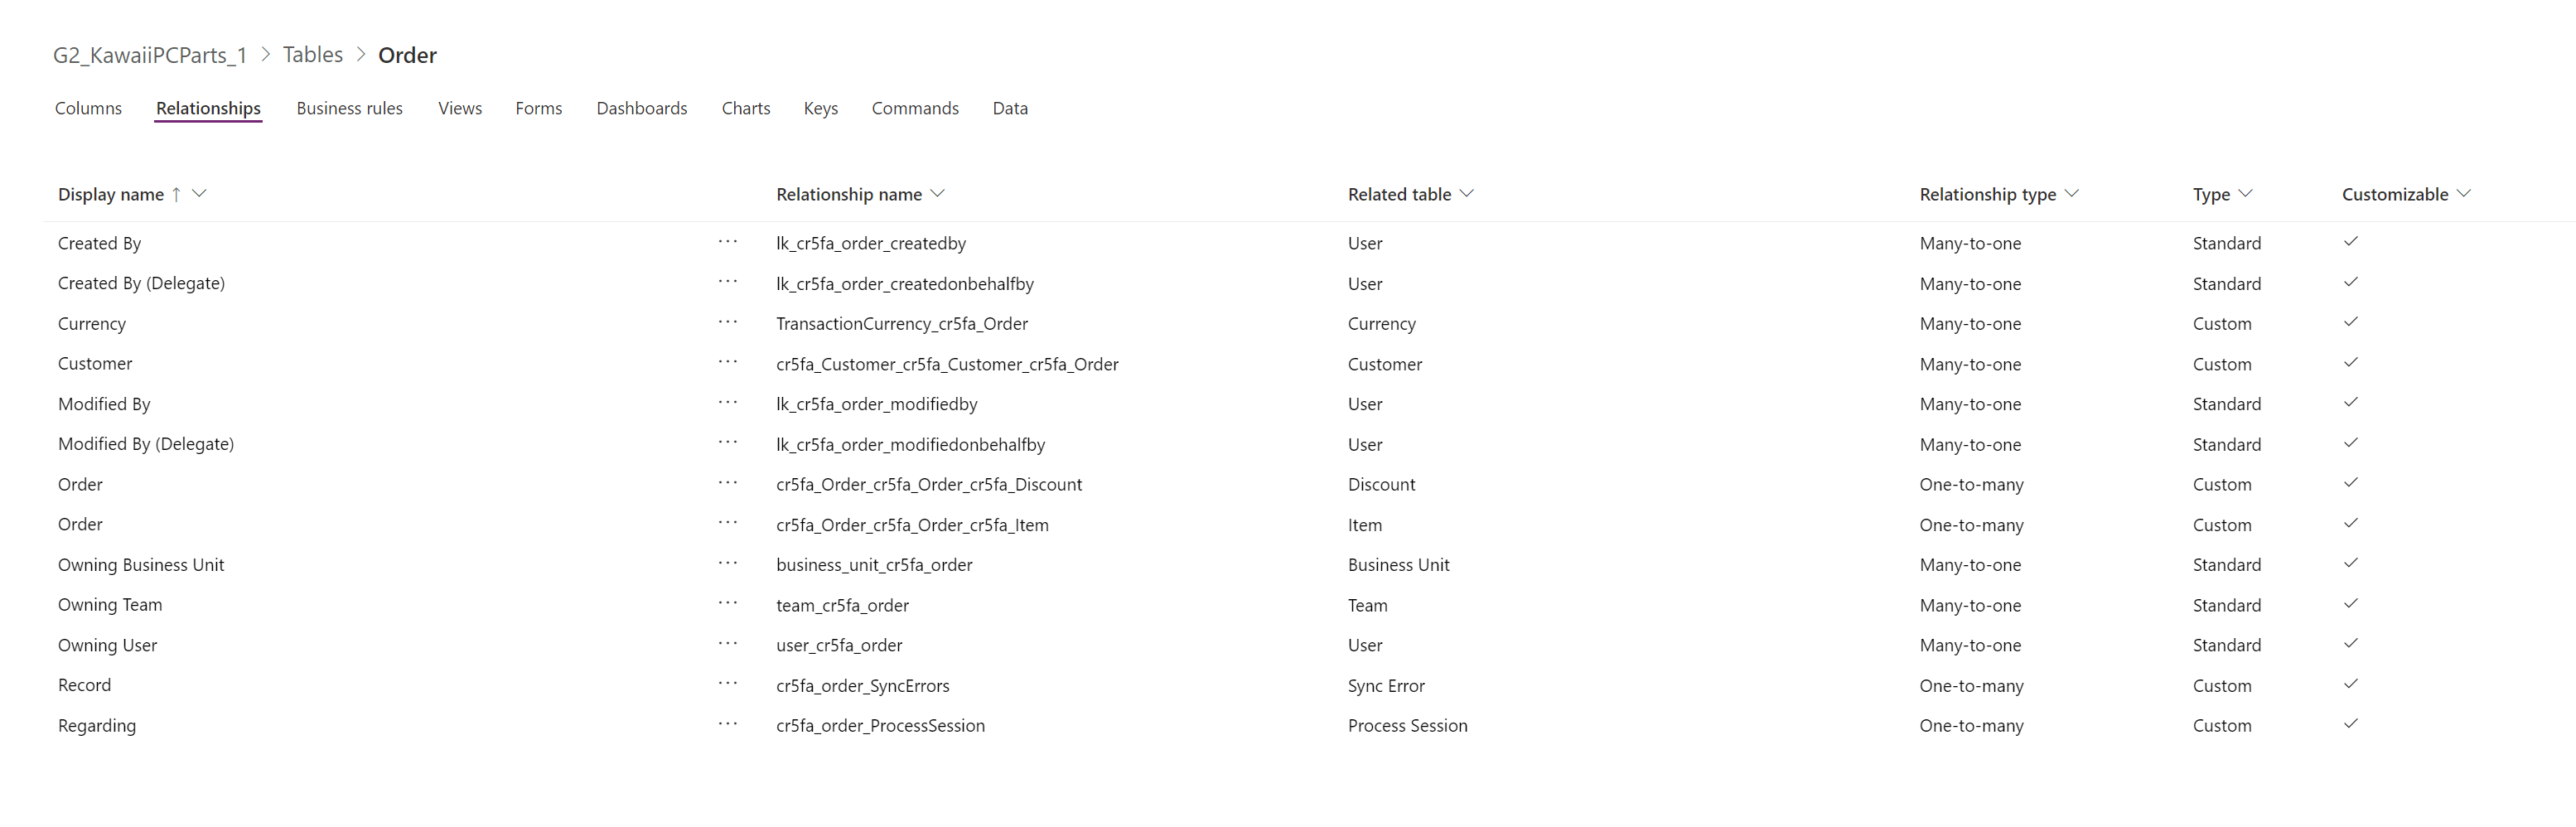 G2_KawaiiPCParts_1 > Tables > Order
Columns Relationships Business rules Views Forms Dashboards Charts Keys Commands Data
Display name ↑ Relationship name Related table Relationship type Type Customizable
Created By ... lk_cr5fa_order_createdby User Many-to-one Standard ✓
Created By (Delegate) ... lk_cr5fa_order_createdonbehalfby User Many-to-one Standard ✓
Currency ... TransactionCurrency_cr5fa_Order Currency Many-to-one Custom ✓
Customer ... cr5fa_Customer_cr5fa_Customer_cr5fa_Order Customer Many-to-one Custom ✓
Modified By ... lk_cr5fa_order_modifiedby User Many-to-one Standard ✓
Modified By (Delegate) ... lk_cr5fa_order_modifiedonbehalfby User Many-to-one Standard ✓
Order ... cr5fa_Order_cr5fa_Order_cr5fa_Discount Discount One-to-many Custom ✓
Order ... cr5fa_Order_cr5fa_Order_cr5fa_Item Item One-to-many Custom ✓
Owning Business Unit ... business_unit_cr5fa_order Business Unit Many-to-one Standard ✓
Owning Team ... team_cr5fa_order Team Many-to-one Standard ✓
Owning User ... user_cr5fa_order User Many-to-one Standard ✓
Record ... cr5fa_order_SyncErrors Sync Error One-to-many Custom ✓
Regarding ... cr5fa_order_ProcessSession Process Session One-to-many Custom ✓